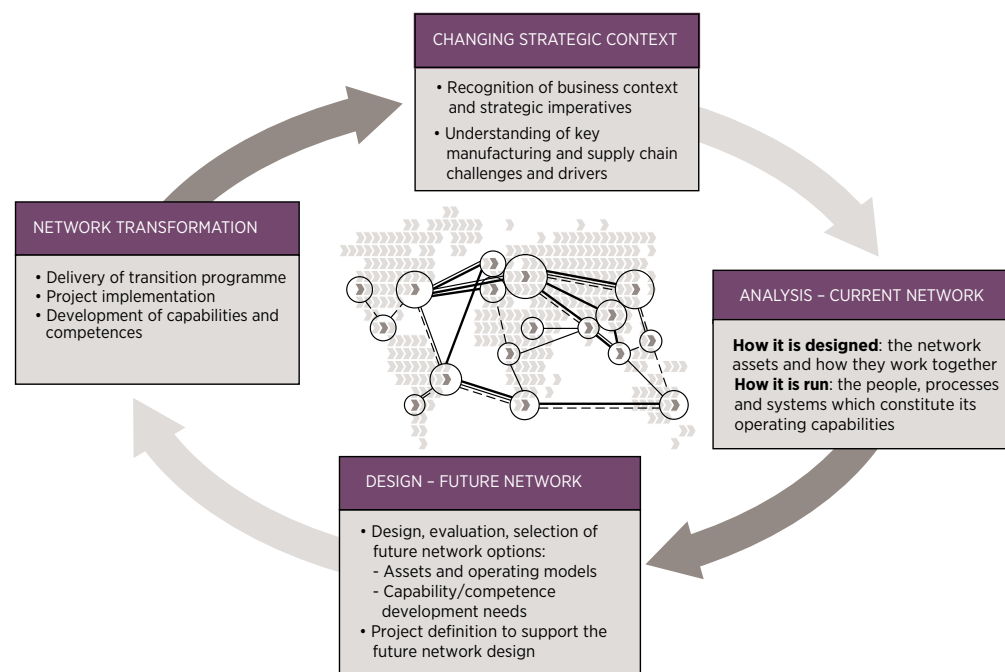 CHANGING STRATEGIC CONTEXT
• Recognition of business context
and strategic imperatives
• Understanding of key
manufacturing and supply chain
challenges and drivers
NETWORK TRANSFORMATION
• Delivery of transition programme
• Project implementation
• Development of capabilities and
competences
ANALYSIS – CURRENT NETWORK
How it is designed: the network
assets and how they work together
How it is run: the people, processes
and systems which constitute its
operating capabilities
DESIGN – FUTURE NETWORK
• Design, evaluation, selection of
future network options:
- Assets and operating models
- Capability/competence
development needs
• Project definition to support the
future network design